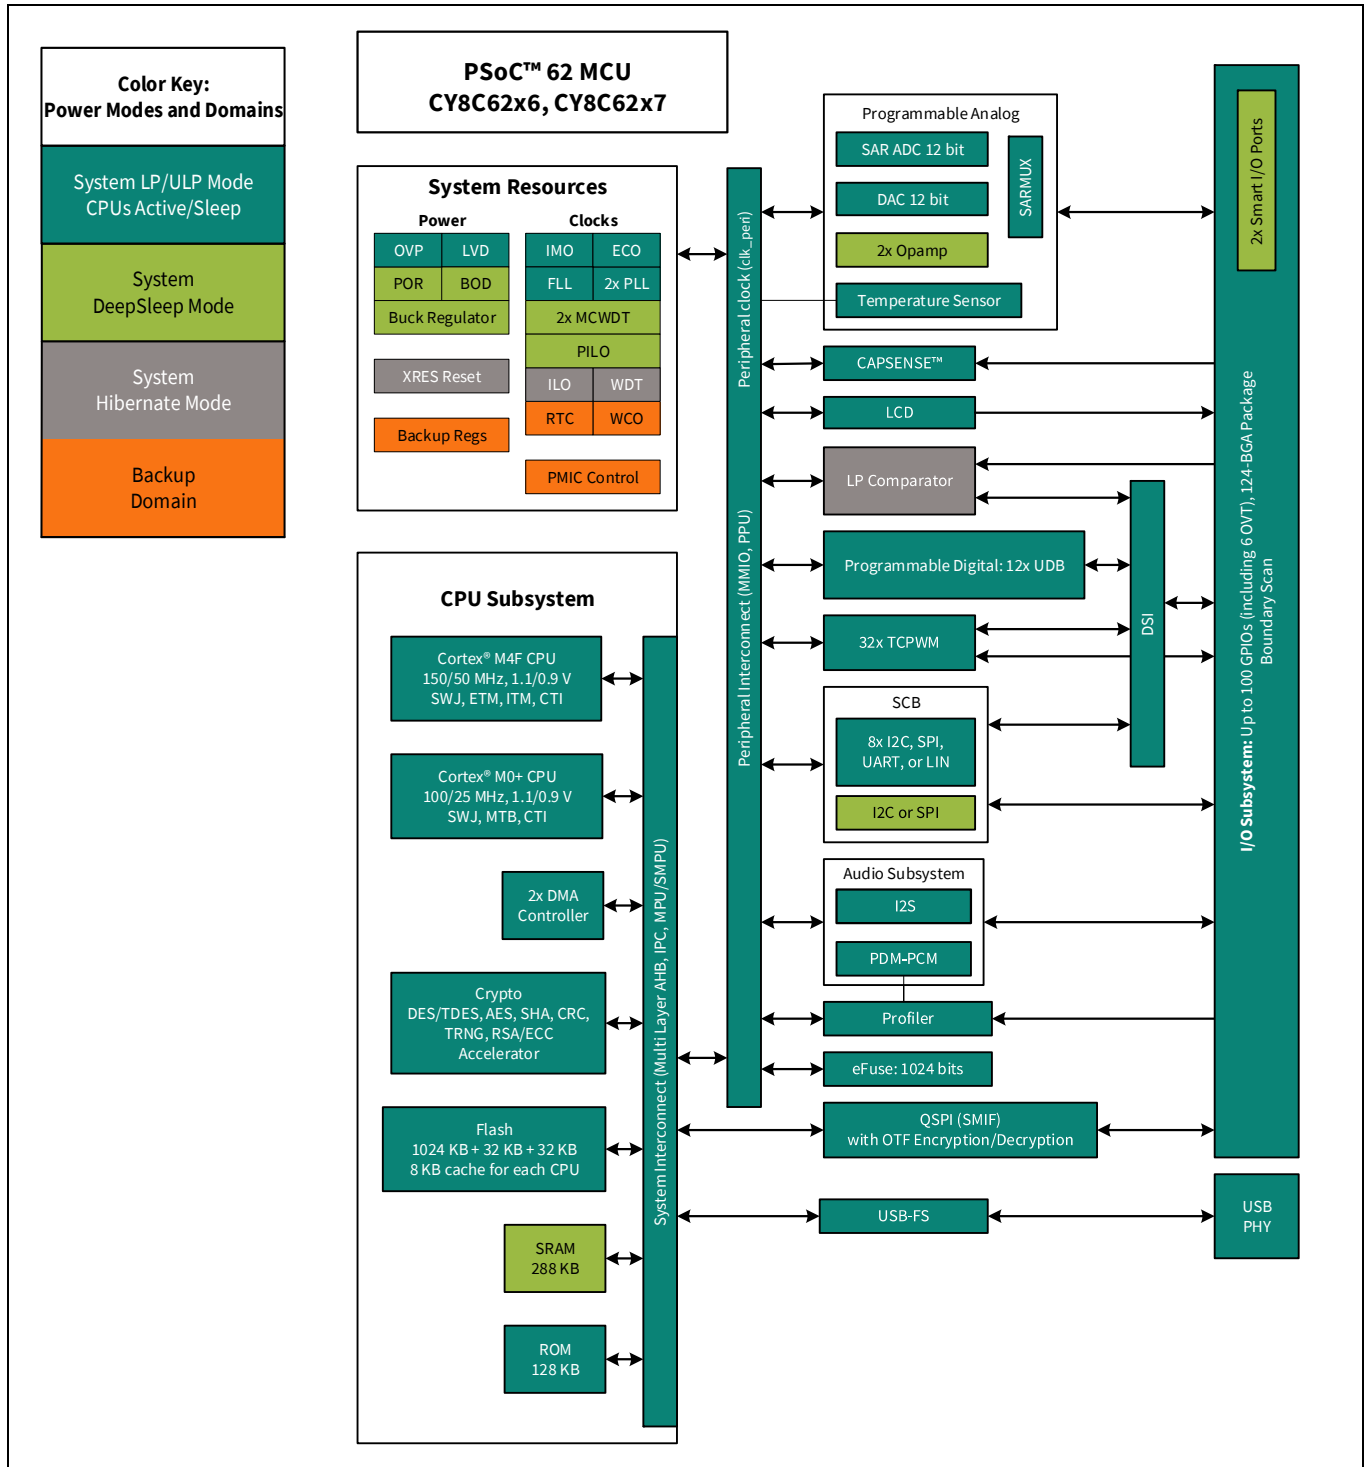 Color Key:
Power Modes and Domains
System LP/ULP Mode
CPUs Active/Sleep
System
DeepSleep Mode
System
Hibernate Mode
Backup
Domain
PSoC™ 62 MCU
CY8C62x6, CY8C62x7
System Resources
Power
Clocks
OVP
LVD
POR
BOD
Buck Regulator
XRES Reset
Backup Regs
IMO
ECO
FLL
2x PLL
2x MCWDT
PILO
ILO
WDT
RTC
WCO
PMIC Control
CPU Subsystem
Cortex® M4F CPU
150/50 MHz, 1.1/0.9 V
SWJ, ETM, ITM, CTI
Cortex® M0+ CPU
100/25 MHz, 1.1/0.9 V
SWJ, MTB, CTI
2x DMA
Controller
Crypto
DES/TDES, AES, SHA, CRC,
TRNG, RSA/ECC
Accelerator
Flash
1024 KB + 32 KB + 32 KB
8 KB cache for each CPU
SRAM
288 KB
ROM
128 KB
System Interconnect (Multi Layer AHB, IPC, MPU/SMPU)
Peripheral clock (clk_peri)
Peripheral Interconnect (MMIO, PPU)
Programmable Analog
SAR ADC 12 bit
DAC 12 bit
2x Opamp
Temperature Sensor
SARMUX
CAPSENSE™
LCD
LP Comparator
Programmable Digital: 12x UDB
32x TCPWM
SCB
8x I2C, SPI,
UART, or LIN
I2C or SPI
Audio Subsystem
I2S
PDM-PCM
Profiler
eFuse: 1024 bits
QSPI (SMIF)
with OTF Encryption/Decryption
USB-FS
DSI
2x Smart I/O Ports
I/O Subsystem: Up to 100 GPIOs (including 6 OVT), 124-BGA Package
Boundary Scan
USB
PHY